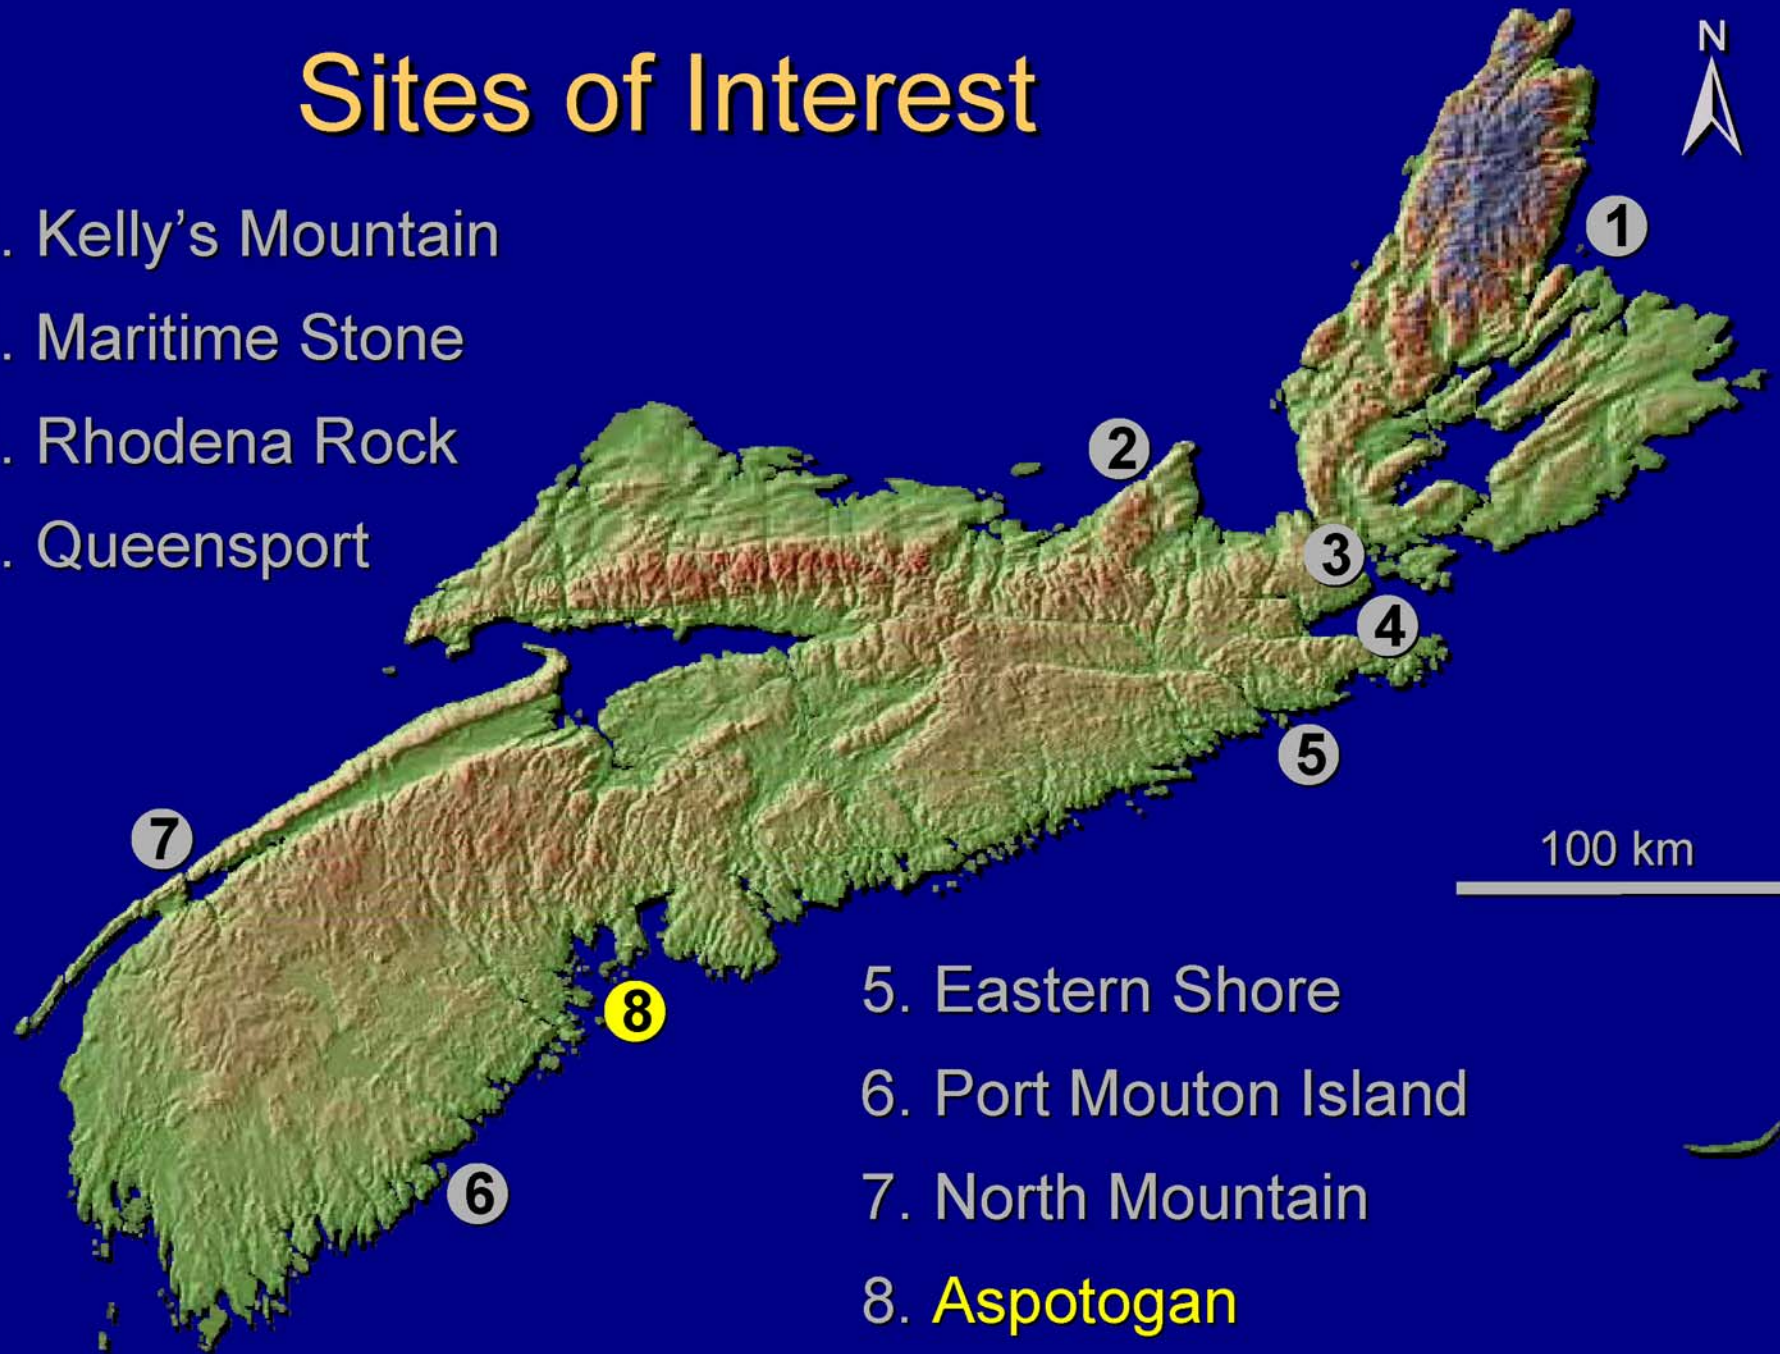 Sites of Interest
N
. Kelly's Mountain
. Maritime Stone
. Rhodena Rock
. Queensport
1
2
3
4
5
6
7
8
100 km
5. Eastern Shore
6. Port Mouton Island
7. North Mountain
8. Aspotogan